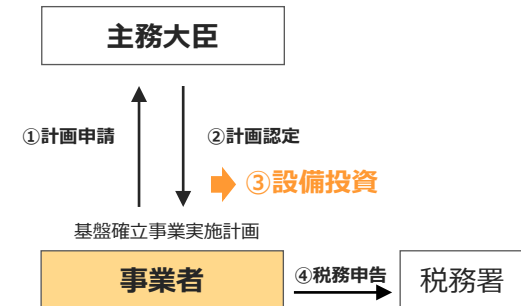 主務大臣
①計画申請
②計画認定
③設備投資
基盤確立事業実施計画
事業者
④税務申告
税務署